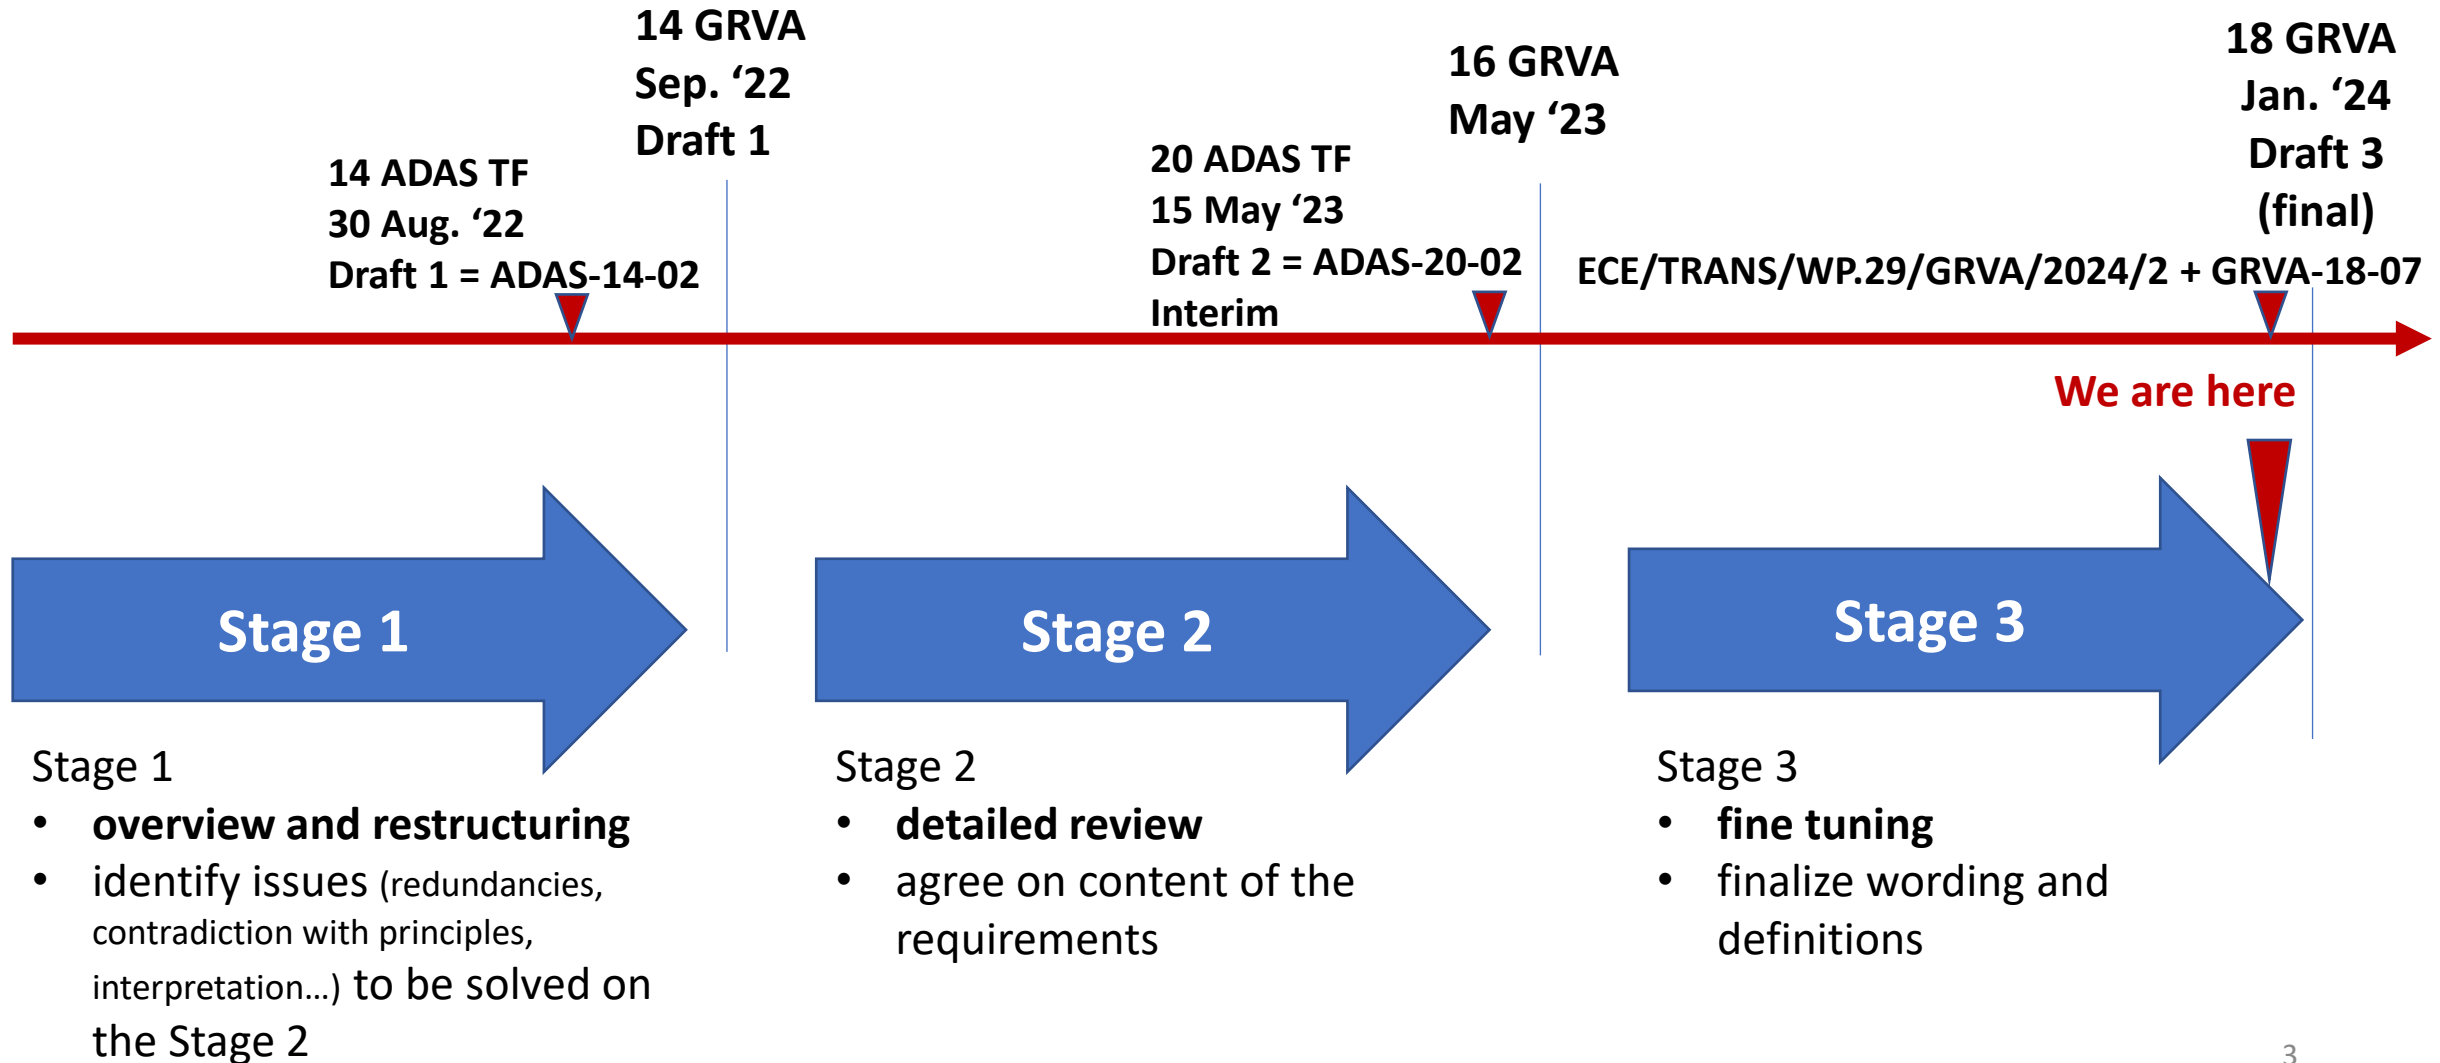 14 GRVA
Sep. ‘22
Draft 1
16 GRVA
May ‘23
18 GRVA
Jan. ‘24
Draft 3
(final)
14 ADAS TF
30 Aug. ‘22
Draft 1 = ADAS-14-02
20 ADAS TF
15 May ‘23
Draft 2 = ADAS-20-02
Interim
ECE/TRANS/WP.29/GRVA/2024/2 + GRVA-18-07
We are here
Stage 1
Stage 2
Stage 3
Stage 1
• overview and restructuring
• identify issues (redundancies,
contradiction with principles,
interpretation...) to be solved on
the Stage 2
Stage 2
• detailed review
• agree on content of the
requirements
Stage 3
• fine tuning
• finalize wording and
definitions
3